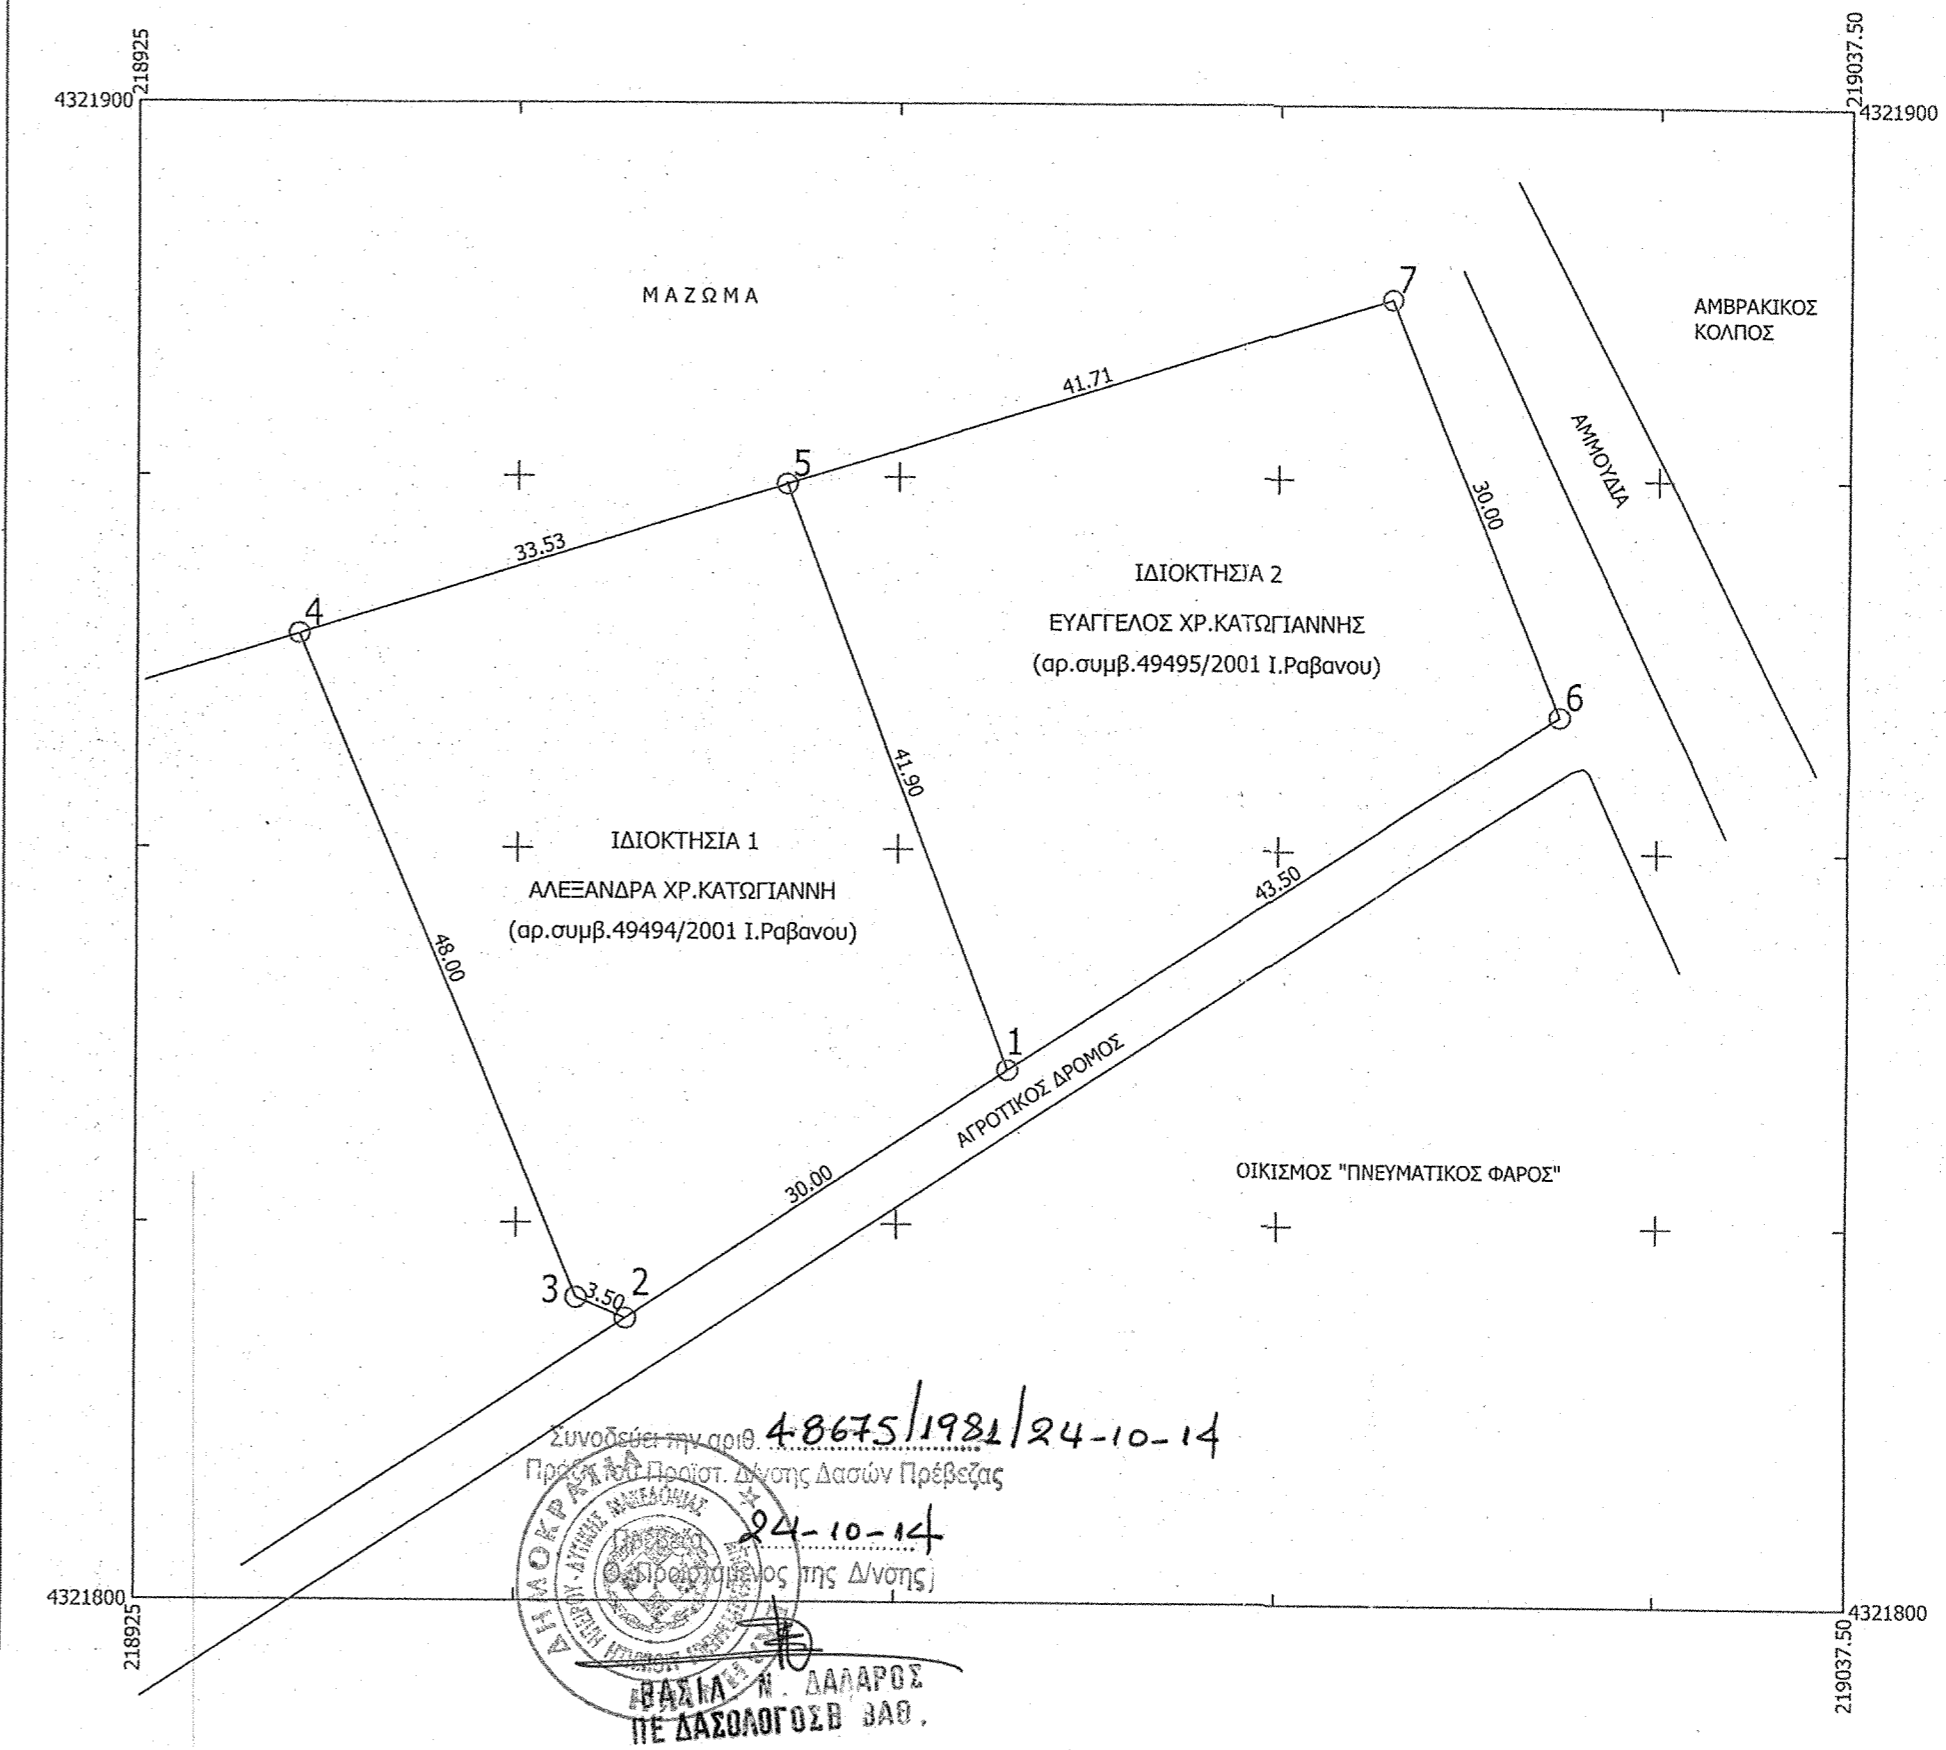 218925
219037.50
4321900
4321900
ΜΑΖΩΜΑ
7
ΑΜΒΡΑΚΙΚΟΣ
ΚΟΛΠΟΣ
41.71
ΑΜΜΟΥΔΙΑ
5
30.00
33.53
ΙΔΙΟΚΤΗΣΙΑ 2
4
ΕΥΑΓΓΕΛΟΣ ΧΡ.ΚΑΤΩΓΙΑΝΝΗΣ
(αρ.συμβ.49495/2001 Ι.Ραβανου)
6
41.90
ΙΔΙΟΚΤΗΣΙΑ 1
43.50
ΑΛΕΞΑΝΔΡΑ ΧΡ.ΚΑΤΩΓΙΑΝΝΗ
(αρ.συμβ.49494/2001 Ι.Ραβανου)
48.00
1
ΑΓΡΟΤΙΚΟΣ ΔΡΟΜΟΣ
30.00
ΟΙΚΙΣΜΟΣ "ΠΝΕΥΜΑΤΙΚΟΣ ΦΑΡΟΣ"
3
3.50
2
Συνοδεύει την αριθ. 48675/1981/24-10-14
Πράξη του Προϊστ. Δ/νσης Δασών Πρέβεζας
24-10-14
Ο Προϊστάμενος της Δ/νσης
ΔΗΜΟΚΡΑΤΙΑ
ΗΠΕΙΡΟΥ - ΔΥΤΙΚΗΣ ΜΑΚΕΔΟΝΙΑΣ
4321800
4321800
218925
219037.50
ΒΑΣΙΛ. Ν. ΔΑΛΑΡΟΣ
ΠΕ ΔΑΣΟΛΟΓΟΣ Β ΒΑΘ.